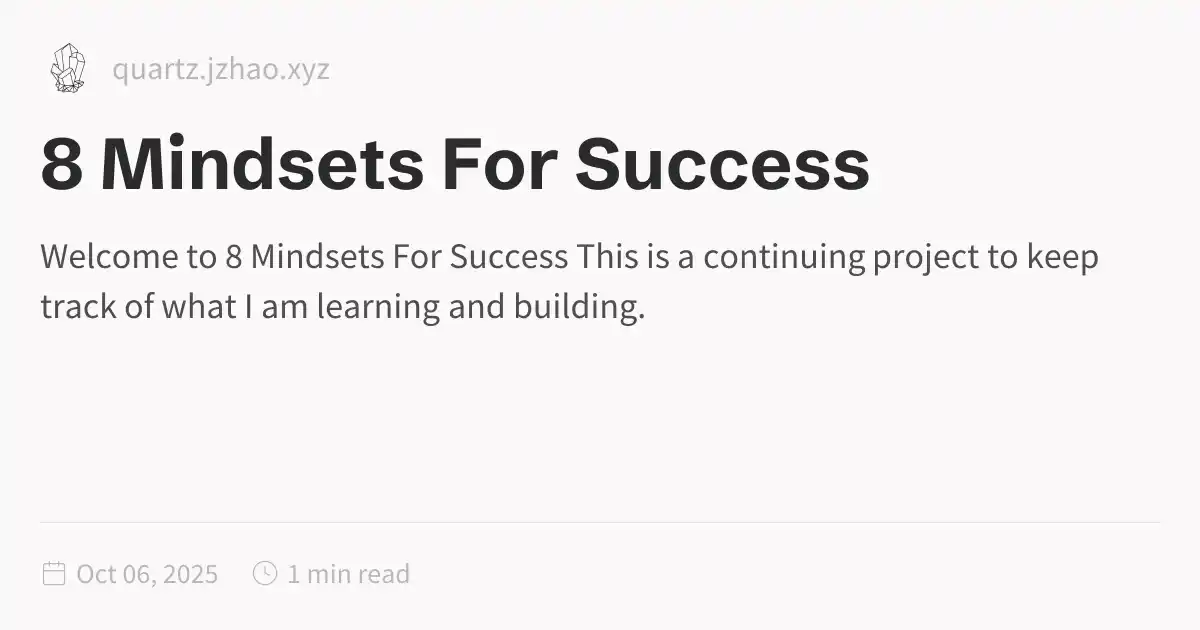 quartz.jzhao.xyz
8 Mindsets For Success
Welcome to 8 Mindsets For Success This is a continuing project to keep
track of what I am learning and building.
Oct 06, 2025
1 min read